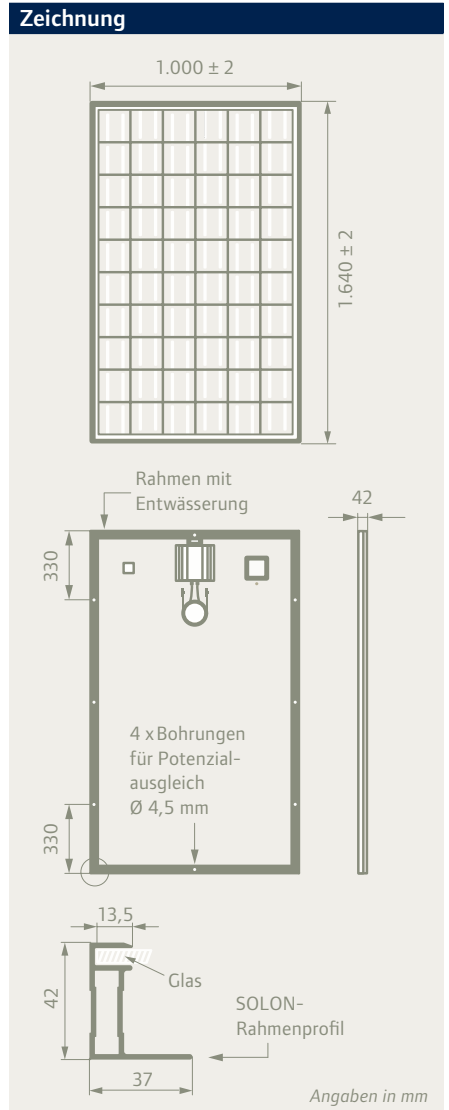 Zeichnung
1.000 ± 2
1.640 ± 2
Rahmen mit
Entwässerung
42
330
4 x Bohrungen
für Potenzial-
ausgleich
Ø 4,5 mm
330
13,5
Glas
42
SOLON-
Rahmenprofil
37
Angaben in mm